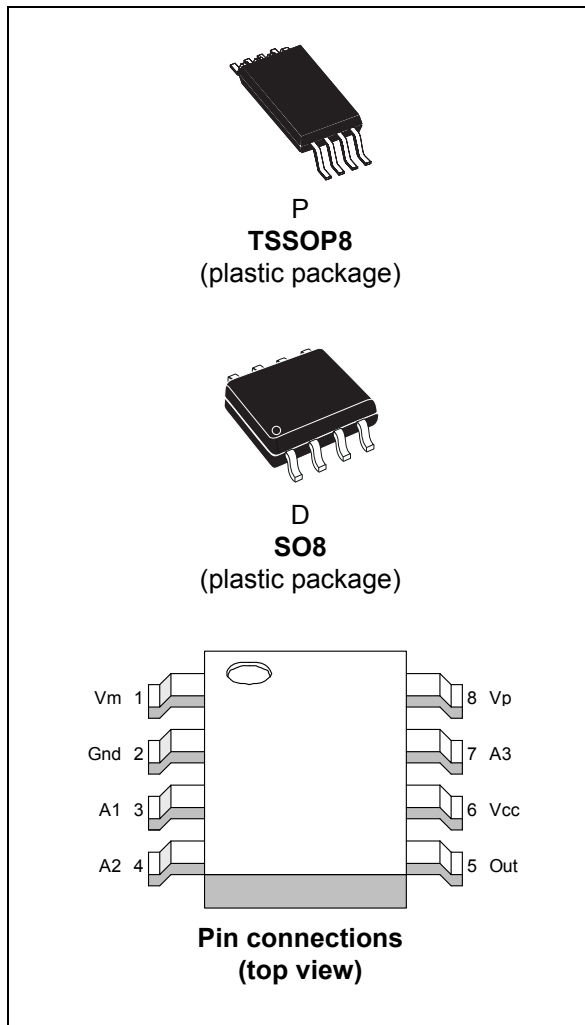 P
TSSOP8
(plastic package)
D
SO8
(plastic package)
Vm 1
8 Vp
Gnd 2
7 A3
A1 3
6 Vcc
A2 4
5 Out
Pin connections
(top view)